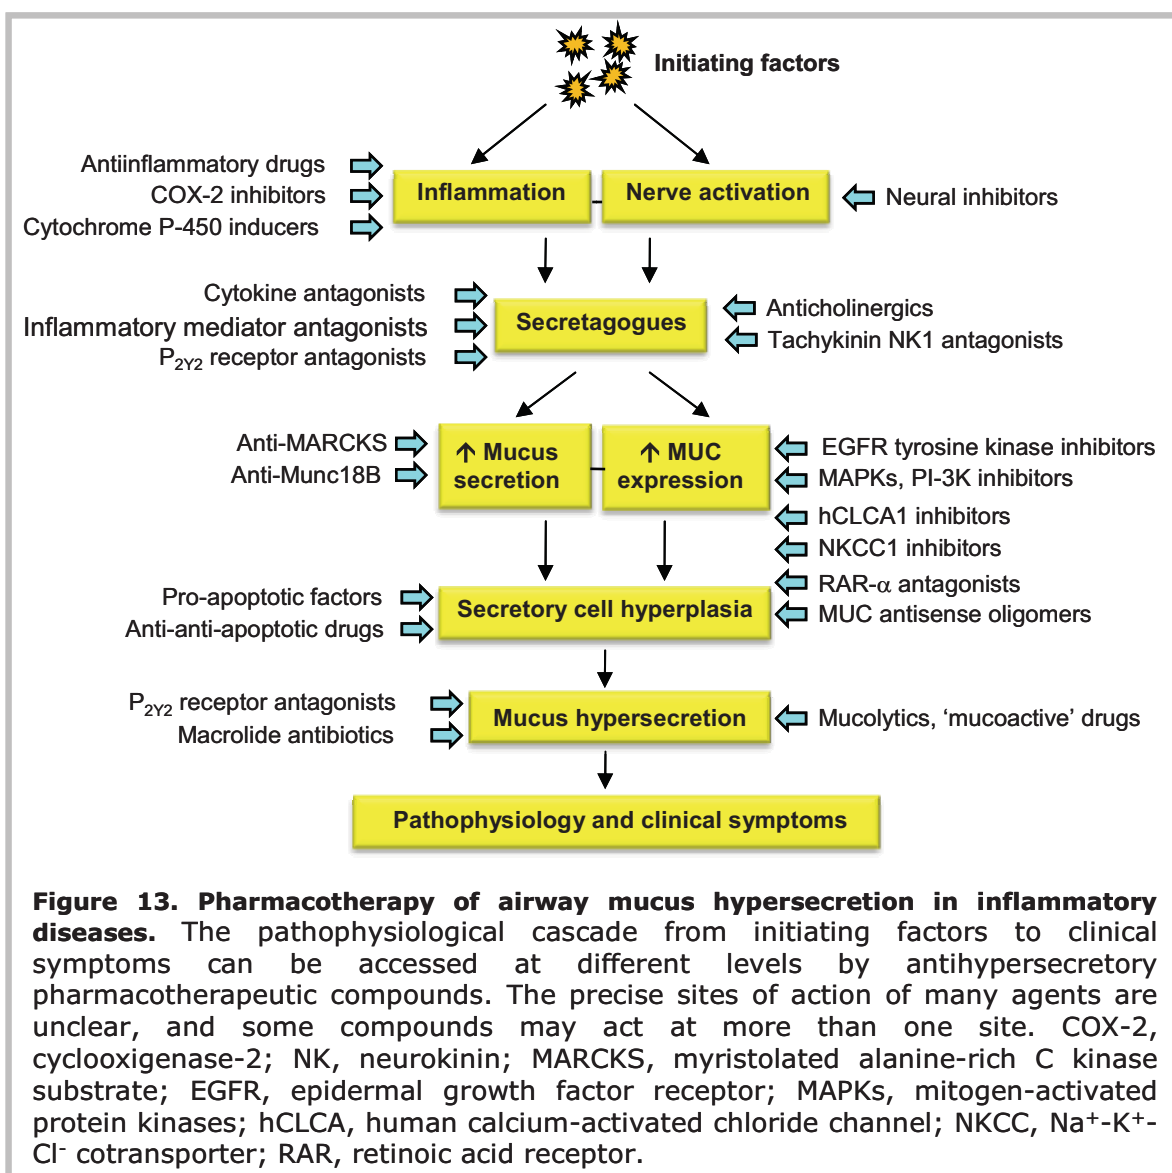 Initiating factors
Antiinflammatory drugs
COX-2 inhibitors
Cytochrome P-450 inducers
Inflammation
Nerve activation
Neural inhibitors
Cytokine antagonists
Inflammatory mediator antagonists
P2Y2 receptor antagonists
Secretagogues
Anticholinergics
Tachykinin NK1 antagonists
Anti-MARCKS
Anti-Munc18B
↑ Mucus
secretion
↑ MUC
expression
EGFR tyrosine kinase inhibitors
MAPKs, PI-3K inhibitors
hCLCA1 inhibitors
NKCC1 inhibitors
RAR-α antagonists
MUC antisense oligomers
Pro-apoptotic factors
Anti-anti-apoptotic drugs
Secretory cell hyperplasia
P2Y2 receptor antagonists
Macrolide antibiotics
Mucus hypersecretion
Mucolytics, ‘mucoactive’ drugs
Pathophysiology and clinical symptoms
Figure 13. Pharmacotherapy of airway mucus hypersecretion in inflammatory
diseases. The pathophysiological cascade from initiating factors to clinical
symptoms can be accessed at different levels by antihypersecretory
pharmacotherapeutic compounds. The precise sites of action of many agents are
unclear, and some compounds may act at more than one site. COX-2,
cyclooxigenase-2; NK, neurokinin; MARCKS, myristolated alanine-rich C kinase
substrate; EGFR, epidermal growth factor receptor; MAPKs, mitogen-activated
protein kinases; hCLCA, human calcium-activated chloride channel; NKCC, Na⁺-K⁺-
Cl⁻ cotransporter; RAR, retinoic acid receptor.